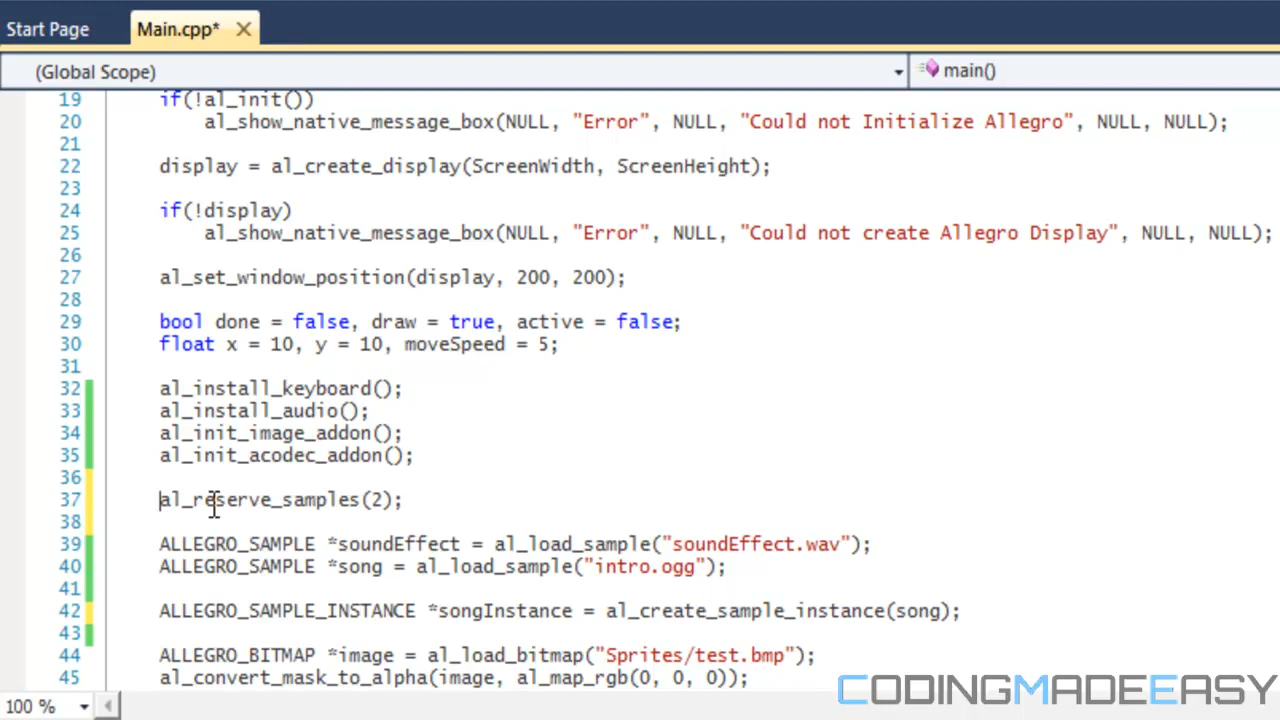 Start Page
Main.cpp*
(Global Scope)
main()
19 if(!al_init())
20 al_show_native_message_box(NULL, "Error", NULL, "Could not Initialize Allegro", NULL, NULL);
21
22 display = al_create_display(ScreenWidth, ScreenHeight);
23
24 if(!display)
25 al_show_native_message_box(NULL, "Error", NULL, "Could not create Allegro Display", NULL, NULL);
26
27 al_set_window_position(display, 200, 200);
28
29 bool done = false, draw = true, active = false;
30 float x = 10, y = 10, moveSpeed = 5;
31
32 al_install_keyboard();
33 al_install_audio();
34 al_init_image_addon();
35 al_init_acodec_addon();
36
37 al_reserve_samples(2);
38
39 ALLEGRO_SAMPLE *soundEffect = al_load_sample("soundEffect.wav");
40 ALLEGRO_SAMPLE *song = al_load_sample("intro.ogg");
41
42 ALLEGRO_SAMPLE_INSTANCE *songInstance = al_create_sample_instance(song);
43
44 ALLEGRO_BITMAP *image = al_load_bitmap("Sprites/test.bmp");
45 al_convert_mask_to_alpha(image, al_map_rgb(0, 0, 0));
100 %
CODINGMADEEASY